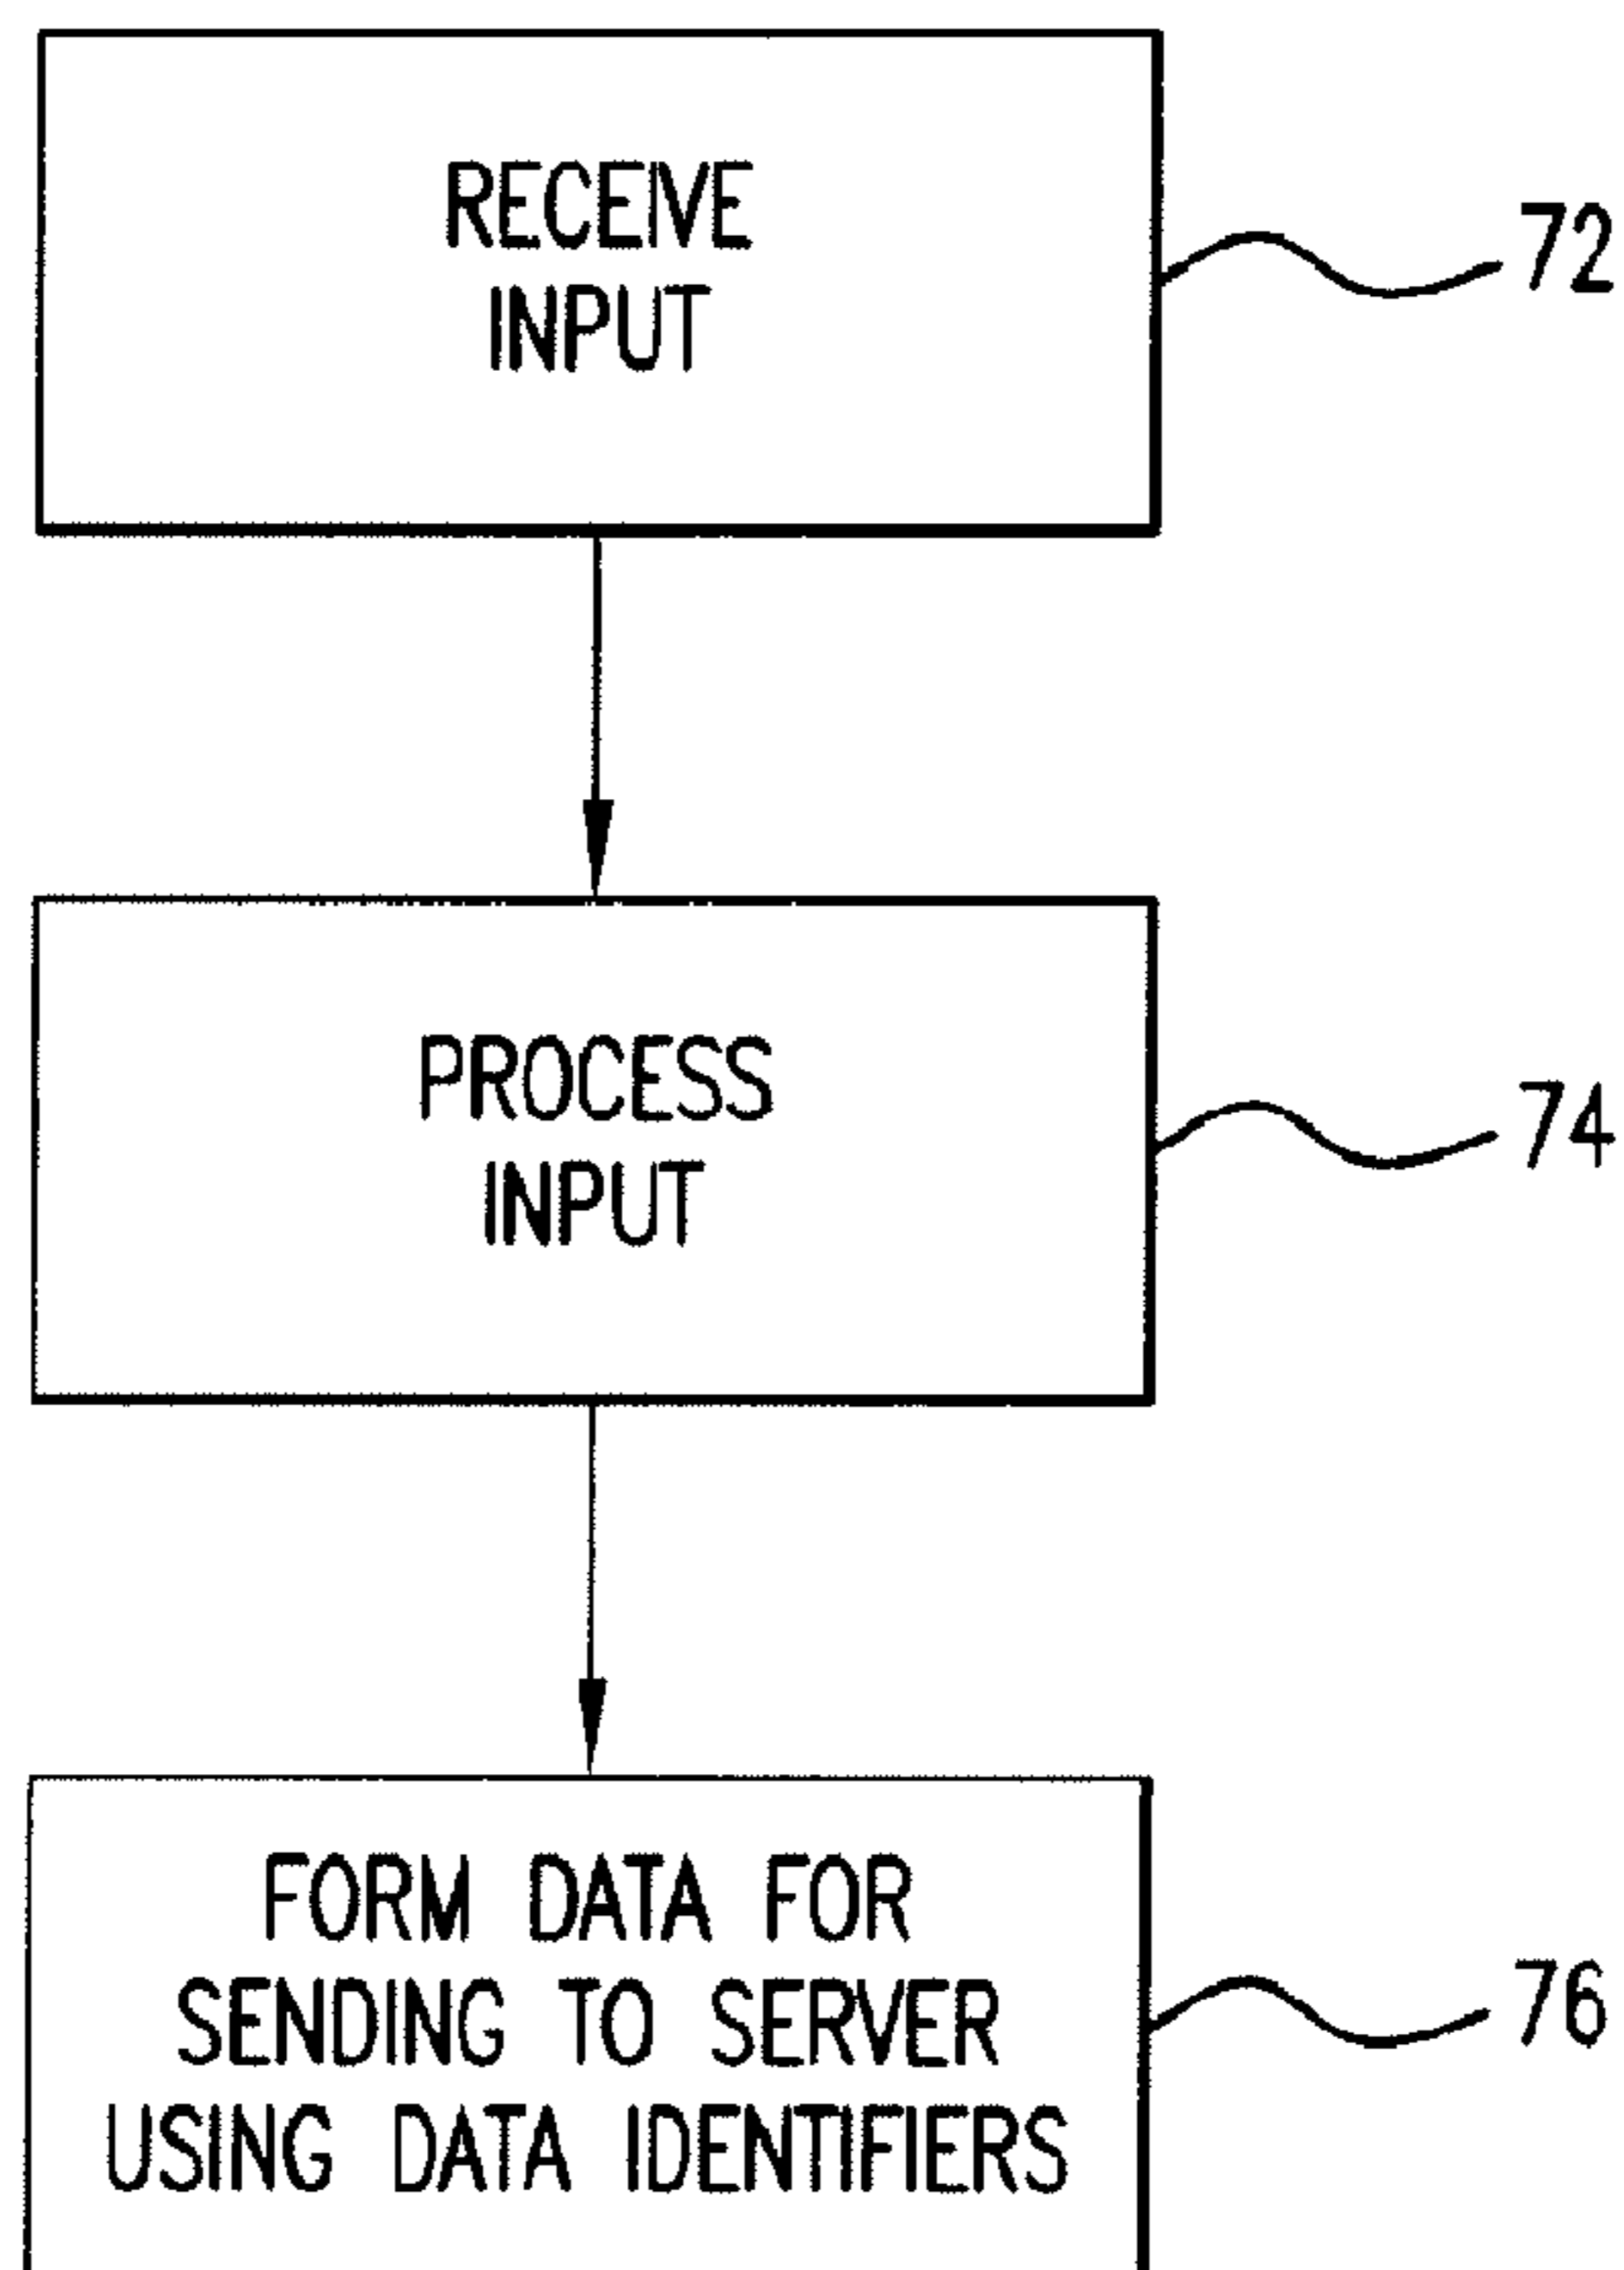 RECEIVE
INPUT
72
PROCESS
INPUT
74
FORM DATA FOR
SENDING TO SERVER
USING DATA IDENTIFIERS
76